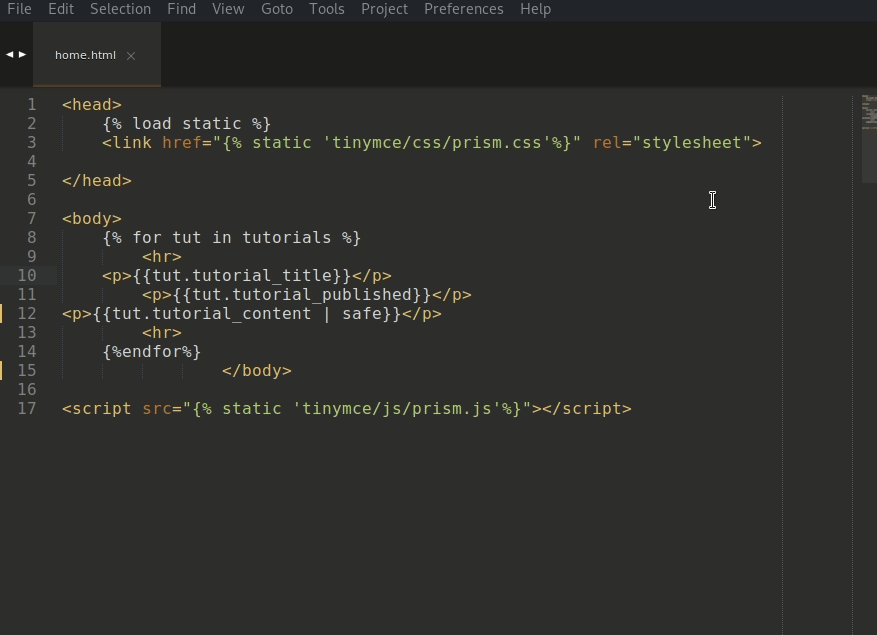 File Edit Selection Find View Goto Tools Project Preferences Help
home.html
1 <head>
2 {% load static %}
3 <link href="{% static 'tinymce/css/prism.css'%}" rel="stylesheet">
4
5 </head>
6
7 <body>
8 {% for tut in tutorials %}
9 <hr>
10 <p>{{tut.tutorial_title}}</p>
11 <p>{{tut.tutorial_published}}</p>
12 <p>{{tut.tutorial_content | safe}}</p>
13 <hr>
14 {%endfor%}
15 </body>
16
17 <script src="{% static 'tinymce/js/prism.js'%}"></script>